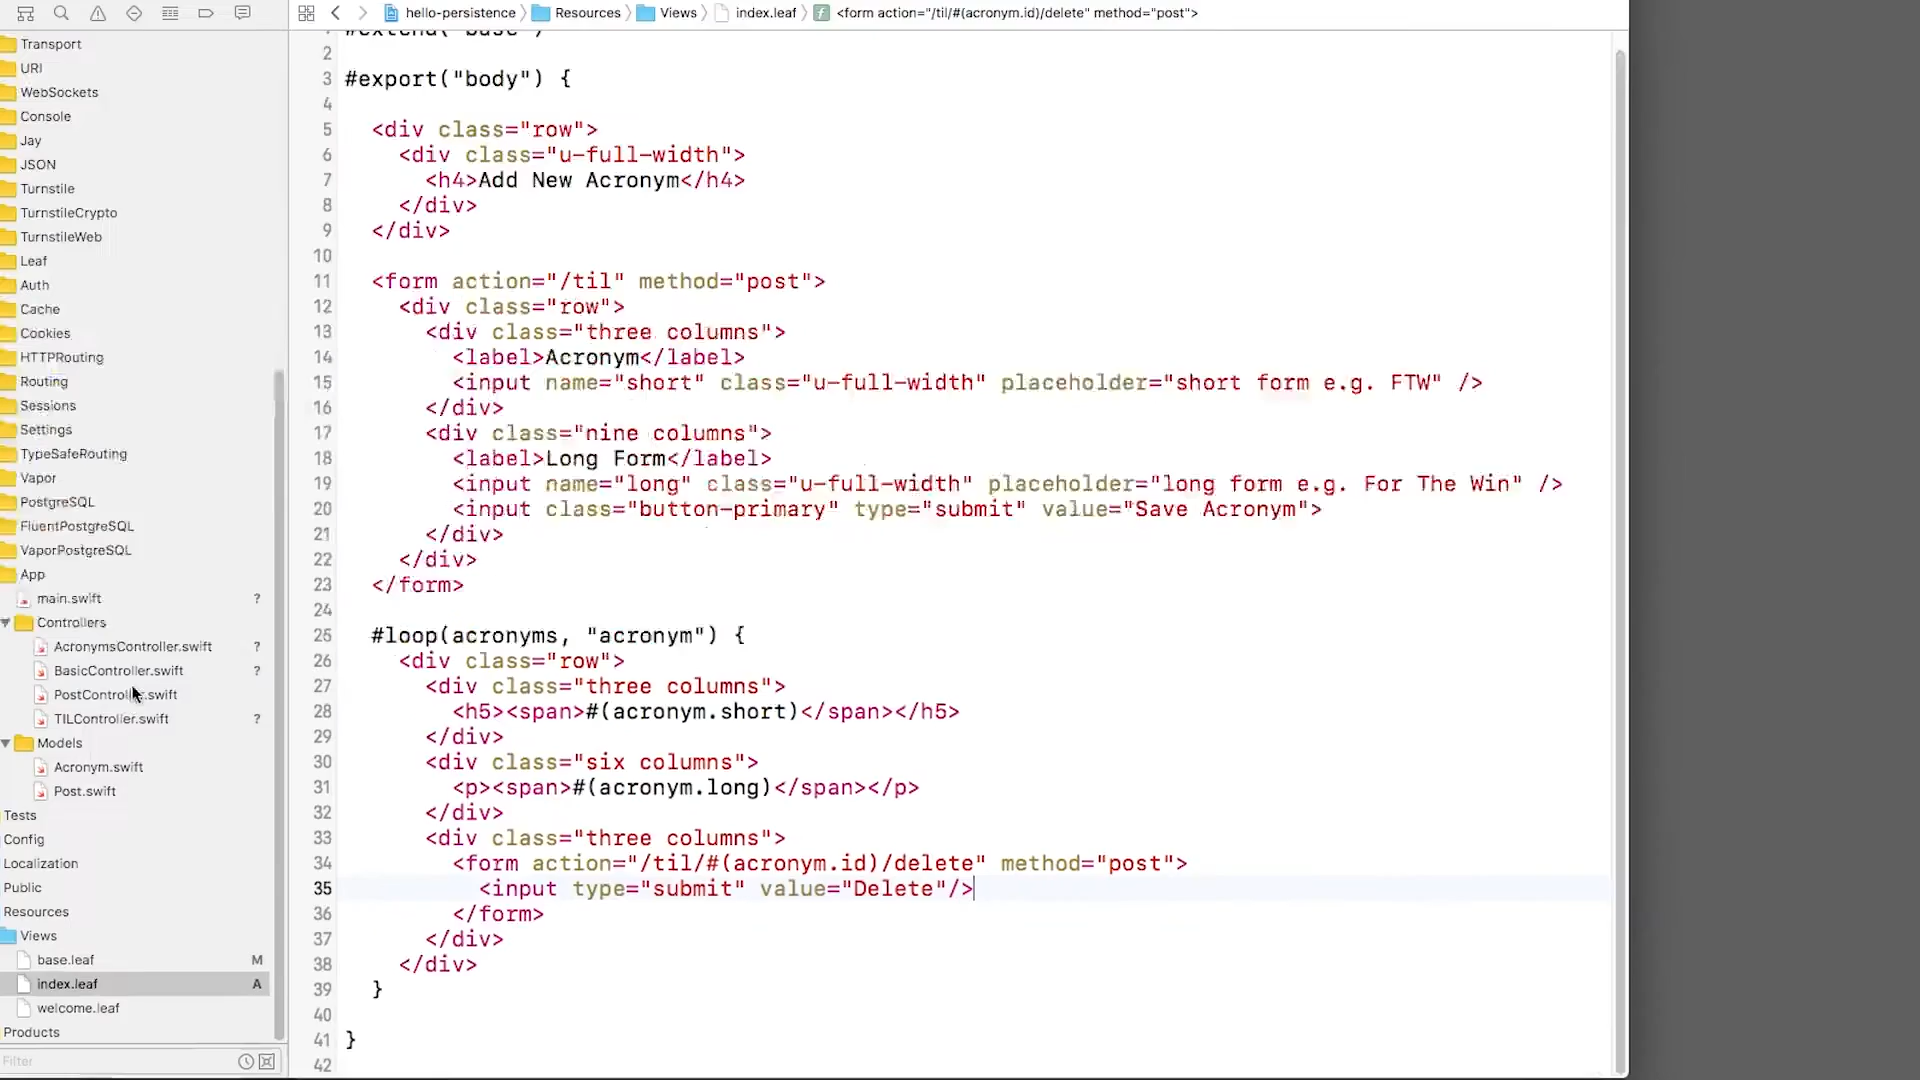 hello-persistence
Resources
Views
index.leaf
<form action="/til/#(acronym.id)/delete" method="post">
Transport
URI
WebSockets
Console
Jay
JSON
Turnstile
TurnstileCrypto
TurnstileWeb
Leaf
Auth
Cache
Cookies
HTTPRouting
Routing
Sessions
Settings
TypeSafeRouting
Vapor
PostgreSQL
FluentPostgreSQL
VaporPostgreSQL
App
main.swift ?
Controllers
AcronymsController.swift ?
BasicController.swift ?
PostController.swift
TILController.swift ?
Models
Acronym.swift
Post.swift
Tests
Config
Localization
Public
Resources
Views
base.leaf M
index.leaf A
welcome.leaf
Products
Filter
1 #extend("base")
2
3 #export("body") {
4
5 <div class="row">
6 <div class="u-full-width">
7 <h4>Add New Acronym</h4>
8 </div>
9 </div>
10
11 <form action="/til" method="post">
12 <div class="row">
13 <div class="three columns">
14 <label>Acronym</label>
15 <input name="short" class="u-full-width" placeholder="short form e.g. FTW" />
16 </div>
17 <div class="nine columns">
18 <label>Long Form</label>
19 <input name="long" class="u-full-width" placeholder="long form e.g. For The Win" />
20 <input class="button-primary" type="submit" value="Save Acronym">
21 </div>
22 </div>
23 </form>
24
25 #loop(acronyms, "acronym") {
26 <div class="row">
27 <div class="three columns">
28 <h5><span>#(acronym.short)</span></h5>
29 </div>
30 <div class="six columns">
31 <p><span>#(acronym.long)</span></p>
32 </div>
33 <div class="three columns">
34 <form action="/til/#(acronym.id)/delete" method="post">
35 <input type="submit" value="Delete"/>
36 </form>
37 </div>
38 </div>
39 }
40
41 }
42